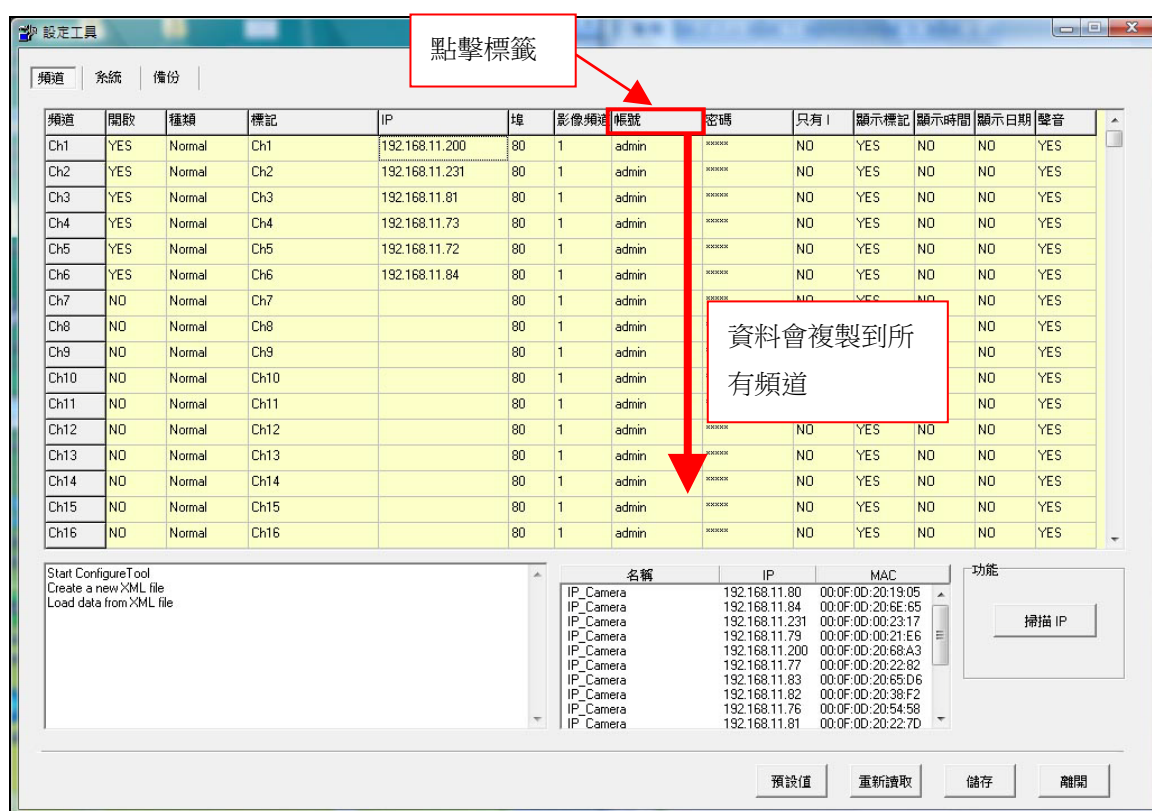 設定工具
點擊標籤
頻道 系統 備份
頻道 開啟 種類 標記 IP 埠 影像頻道 帳號 密碼 只有 I 顯示標記 顯示時間 顯示日期 聲音
Ch1 YES Normal Ch1 192.168.11.200 80 1 admin ***** NO YES NO NO YES
Ch2 YES Normal Ch2 192.168.11.231 80 1 admin ***** NO YES NO NO YES
Ch3 YES Normal Ch3 192.168.11.81 80 1 admin ***** NO YES NO NO YES
Ch4 YES Normal Ch4 192.168.11.73 80 1 admin ***** NO YES NO NO YES
Ch5 YES Normal Ch5 192.168.11.72 80 1 admin ***** NO YES NO NO YES
Ch6 YES Normal Ch6 192.168.11.84 80 1 admin ***** NO YES NO NO YES
Ch7 NO Normal Ch7 80 1 admin ***** NO YES NO NO YES
Ch8 NO Normal Ch8 80 1 admin NO YES
Ch9 NO Normal Ch9 80 1 admin NO YES
Ch10 NO Normal Ch10 80 1 admin NO YES
Ch11 NO Normal Ch11 80 1 admin NO YES
資料會複製到所
有頻道
Ch12 NO Normal Ch12 80 1 admin ***** NO YES NO NO YES
Ch13 NO Normal Ch13 80 1 admin ***** NO YES NO NO YES
Ch14 NO Normal Ch14 80 1 admin ***** NO YES NO NO YES
Ch15 NO Normal Ch15 80 1 admin ***** NO YES NO NO YES
Ch16 NO Normal Ch16 80 1 admin ***** NO YES NO NO YES
Start ConfigureTool
Create a new XML file
Load data from XML file
名稱 IP MAC
IP_Camera 192.168.11.80 00:0F:0D:20:19:05
IP_Camera 192.168.11.84 00:0F:0D:20:6E:65
IP_Camera 192.168.11.231 00:0F:0D:00:23:17
IP_Camera 192.168.11.79 00:0F:0D:00:21:E6
IP_Camera 192.168.11.200 00:0F:0D:20:68:A3
IP_Camera 192.168.11.77 00:0F:0D:20:22:82
IP_Camera 192.168.11.83 00:0F:0D:20:65:D6
IP_Camera 192.168.11.82 00:0F:0D:20:38:F2
IP_Camera 192.168.11.76 00:0F:0D:20:54:58
IP_Camera 192.168.11.81 00:0F:0D:20:22:7D
功能
掃描 IP
預設值 重新讀取 儲存 離開